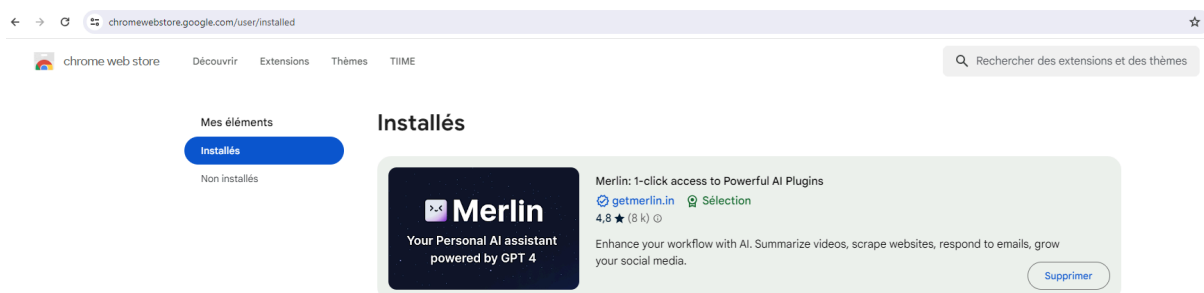 chromewebstore.google.com/user/installed
chrome web store
Découvrir
Extensions
Thèmes
TIIME
Rechercher des extensions et des thèmes
Mes éléments
Installés
Non installés
Installés
Merlin
Your Personal AI assistant
powered by GPT 4
Merlin: 1-click access to Powerful AI Plugins
getmerlin.in
Sélection
4,8 ★ (8 k)
Enhance your workflow with AI. Summarize videos, scrape websites, respond to emails, grow
your social media.
Supprimer